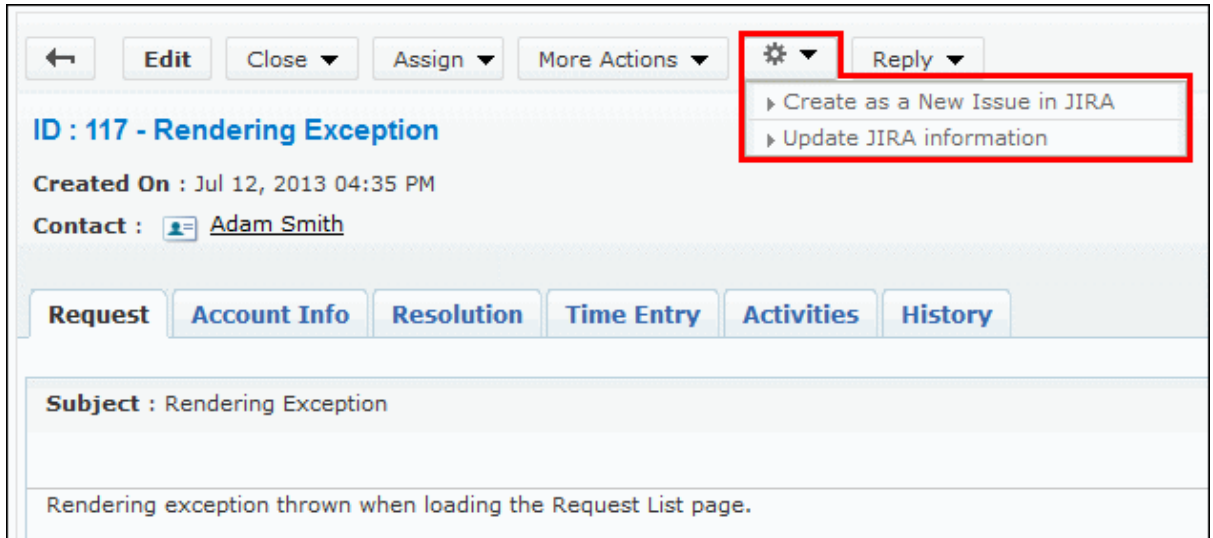 Edit Close Assign More Actions Reply
Create as a New Issue in JIRA
Update JIRA information
ID : 117 - Rendering Exception
Created On : Jul 12, 2013 04:35 PM
Contact : Adam Smith
Request Account Info Resolution Time Entry Activities History
Subject : Rendering Exception
Rendering exception thrown when loading the Request List page.